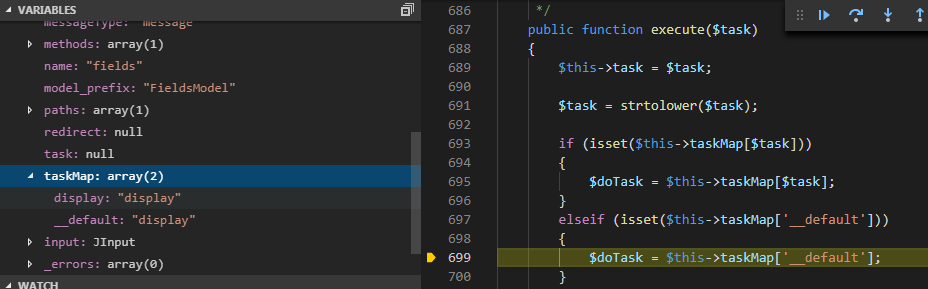 VARIABLES
messageType: "message"
methods: array(1)
name: "fields"
model_prefix: "FieldsModel"
paths: array(1)
redirect: null
task: null
taskMap: array(2)
display: "display"
__default: "display"
input: JInput
_errors: array(0)
WATCH
686 */
687 public function execute($task)
688 {
689 $this->task = $task;
690
691 $task = strtolower($task);
692
693 if (isset($this->taskMap[$task]))
694 {
695 $doTask = $this->taskMap[$task];
696 }
697 elseif (isset($this->taskMap['__default']))
698 {
699 $doTask = $this->taskMap['__default'];
700 }